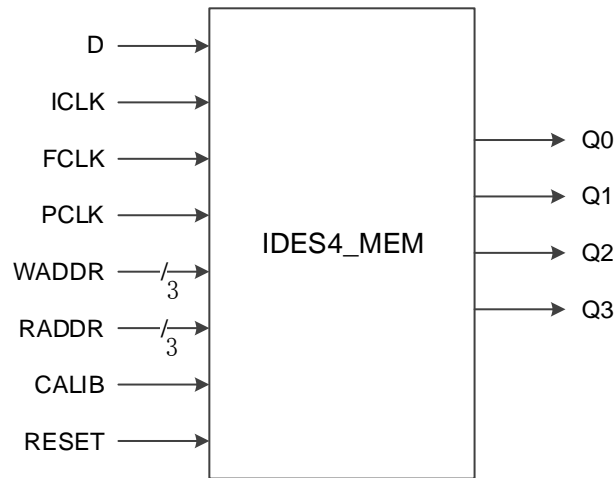 D
ICLK
FCLK
PCLK
WADDR
3
RADDR
3
CALIB
RESET
IDES4_MEM
Q0
Q1
Q2
Q3